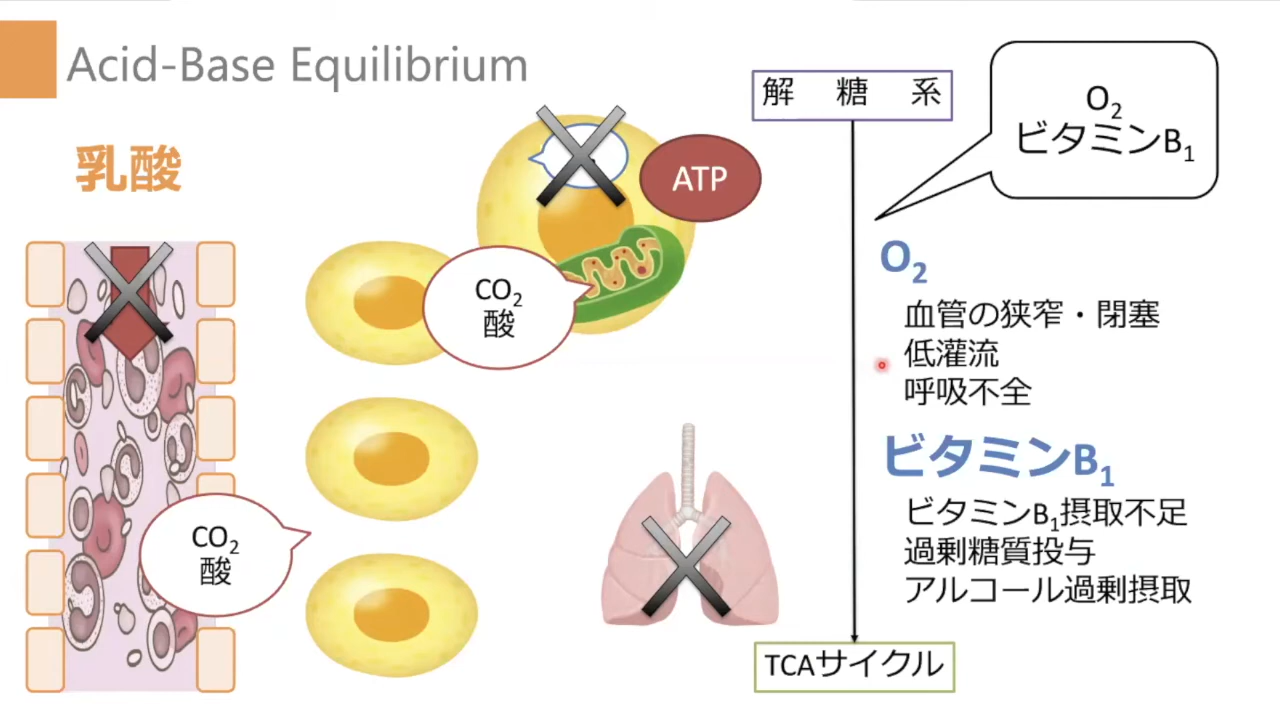 Acid-Base Equilibrium
乳酸
ATP
CO₂
酸
CO₂
酸
解 糖 系
O₂
ビタミンB₁
O₂
血管の狭窄・閉塞
低灌流
呼吸不全
ビタミンB₁
ビタミンB₁摂取不足
過剰糖質投与
アルコール過剰摂取
TCAサイクル